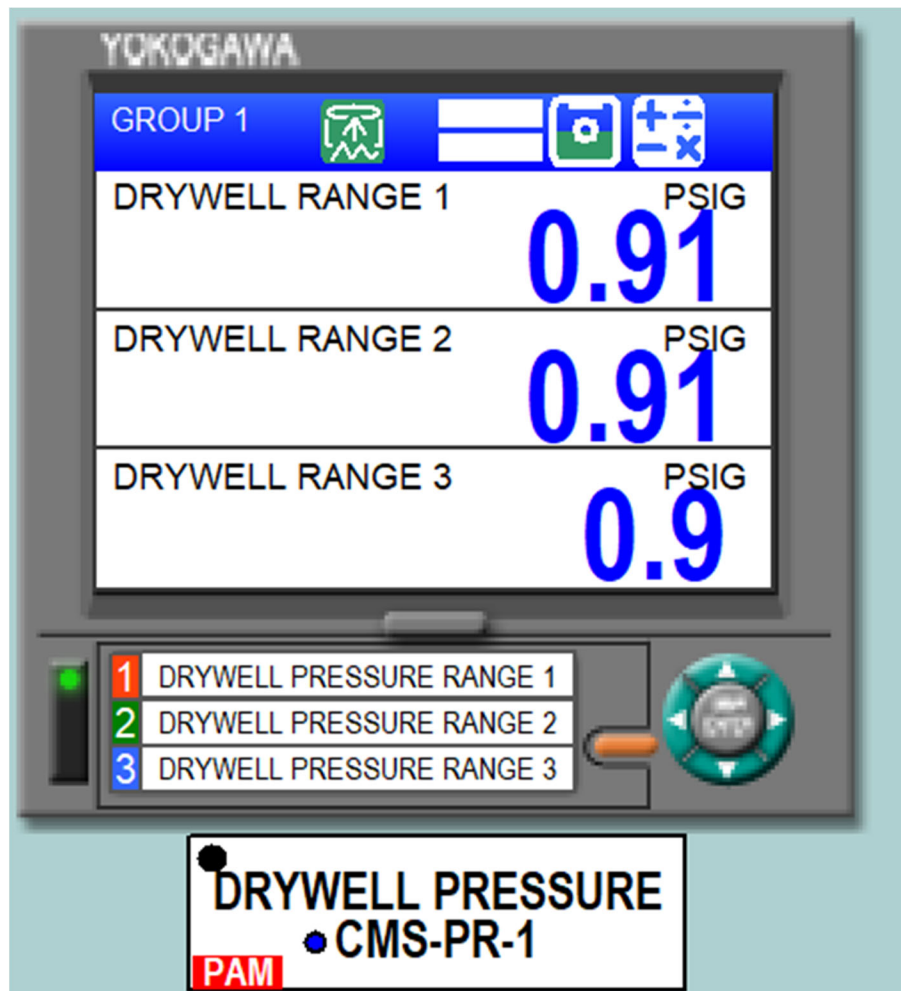 YOKOGAWA
GROUP 1
DRYWELL RANGE 1 PSIG
0.91
DRYWELL RANGE 2 PSIG
0.91
DRYWELL RANGE 3 PSIG
0.9
1 DRYWELL PRESSURE RANGE 1
2 DRYWELL PRESSURE RANGE 2
3 DRYWELL PRESSURE RANGE 3
DRYWELL PRESSURE
CMS-PR-1
PAM